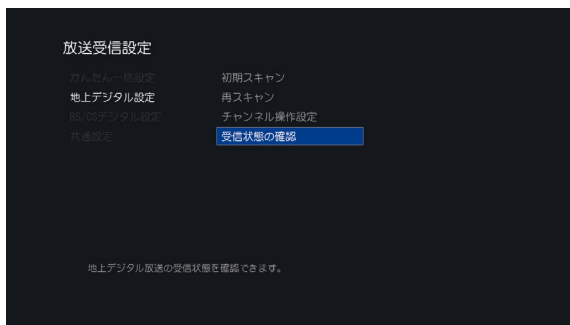 放送受信設定
かんたん一括設定
初期スキャン
地上デジタル設定
再スキャン
BS/CSデジタル設定
チャンネル操作設定
共通設定
受信状態の確認
地上デジタル放送の受信状態を確認できます。